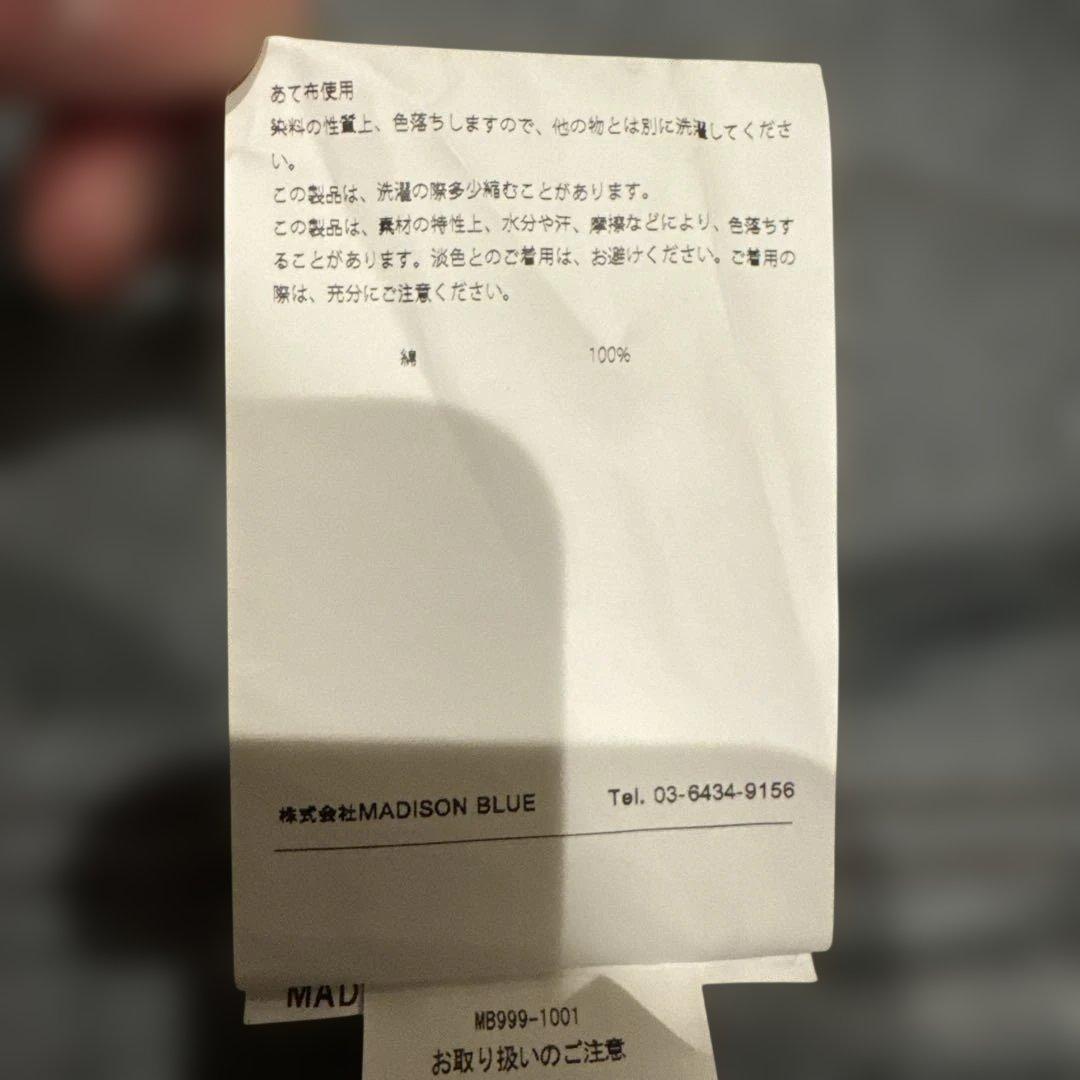 あて布使用
染料の性質上、色落ちしますので、他の物とは別に洗濯してくださ
い。
この製品は、洗濯の際多少縮むことがあります。
この製品は、素材の特性上、水分や汗、摩擦などにより、色落ちす
ることがあります。淡色とのご着用は、お避けください。ご着用の
際は、充分にご注意ください。
綿 100%
株式会社MADISON BLUE Tel. 03-6434-9156
MAD
MB999-1001
お取り扱いのご注意